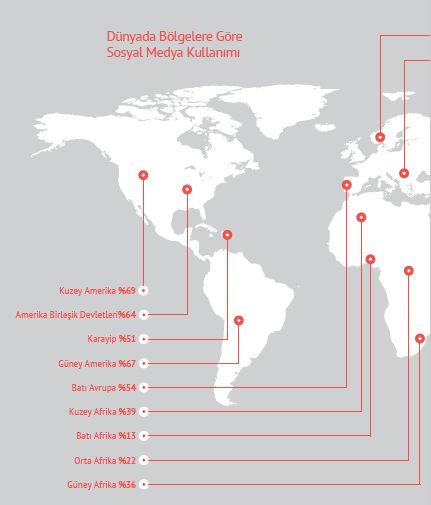 Dünyada Bölgelere Göre
Sosyal Medya Kullanımı
Kuzey Amerika %69
Amerika Birleşik Devletleri%64
Karayip %51
Güney Amerika %67
Batı Avrupa %54
Kuzey Afrika %39
Batı Afrika %13
Orta Afrika %22
Güney Afrika %36